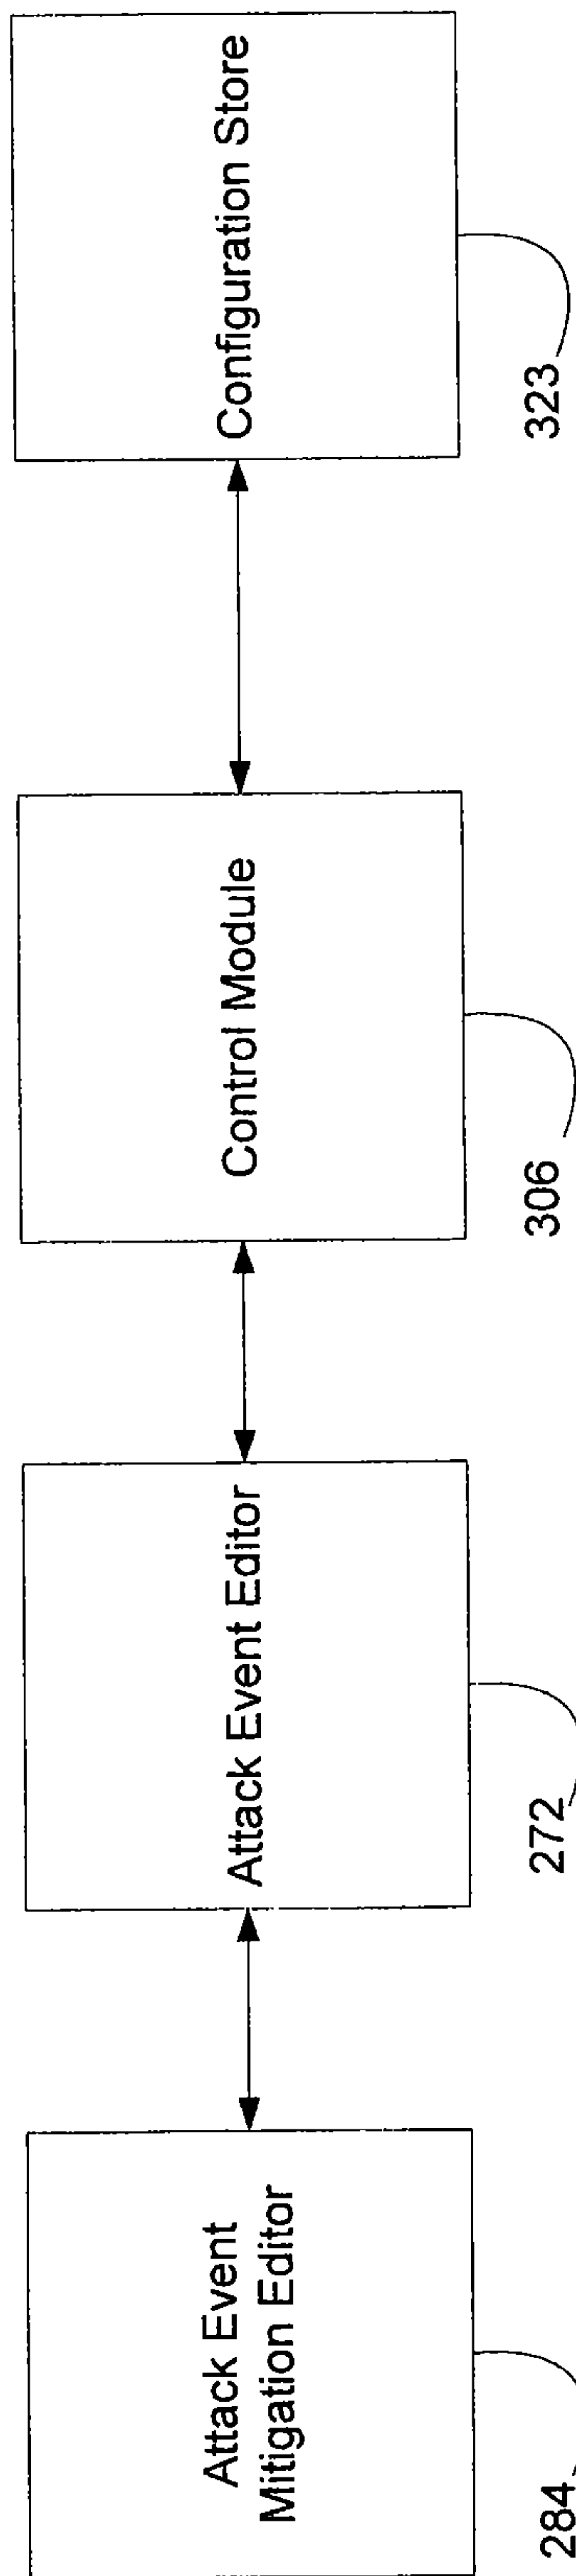 Attack Event
Mitigation Editor
284
Attack Event Editor
272
Control Module
306
Configuration Store
323